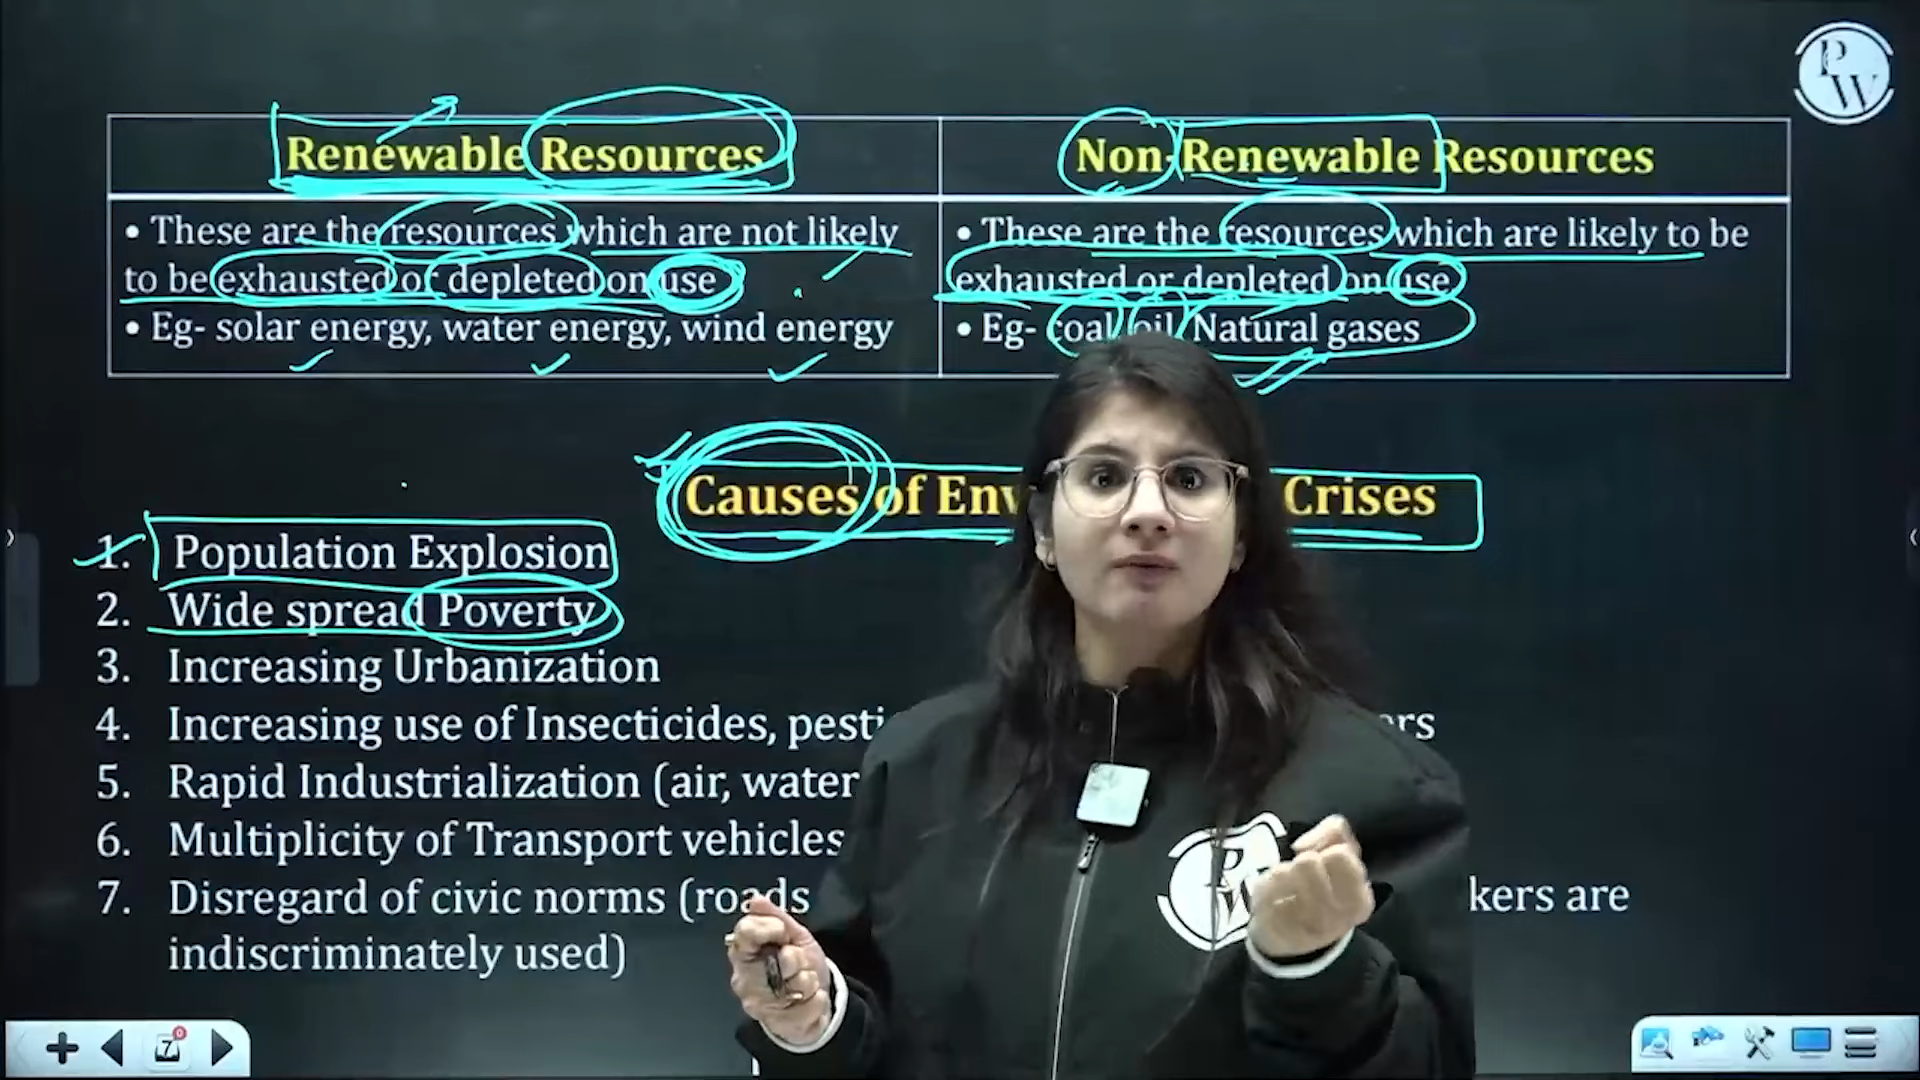 PW
Renewable Resources
Non-Renewable Resources
• These are the resources which are not likely
to be exhausted or depleted on use
• Eg- solar energy, water energy, wind energy
• These are the resources which are likely to be
exhausted or depleted on use
• Eg- coal oil Natural gases
Causes of Env Crises
1. Population Explosion
2. Wide spread Poverty
3. Increasing Urbanization
4. Increasing use of Insecticides, pesti ers
5. Rapid Industrialization (air, water
6. Multiplicity of Transport vehicles
7. Disregard of civic norms (roads kers are
indiscriminately used)
PW
7
0